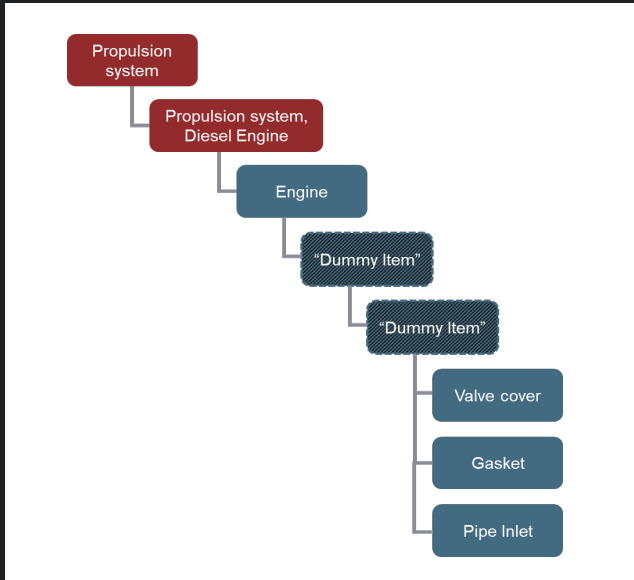 Propulsion
system
Propulsion system,
Diesel Engine
Engine
“Dummy Item”
“Dummy Item”
Valve cover
Gasket
Pipe Inlet